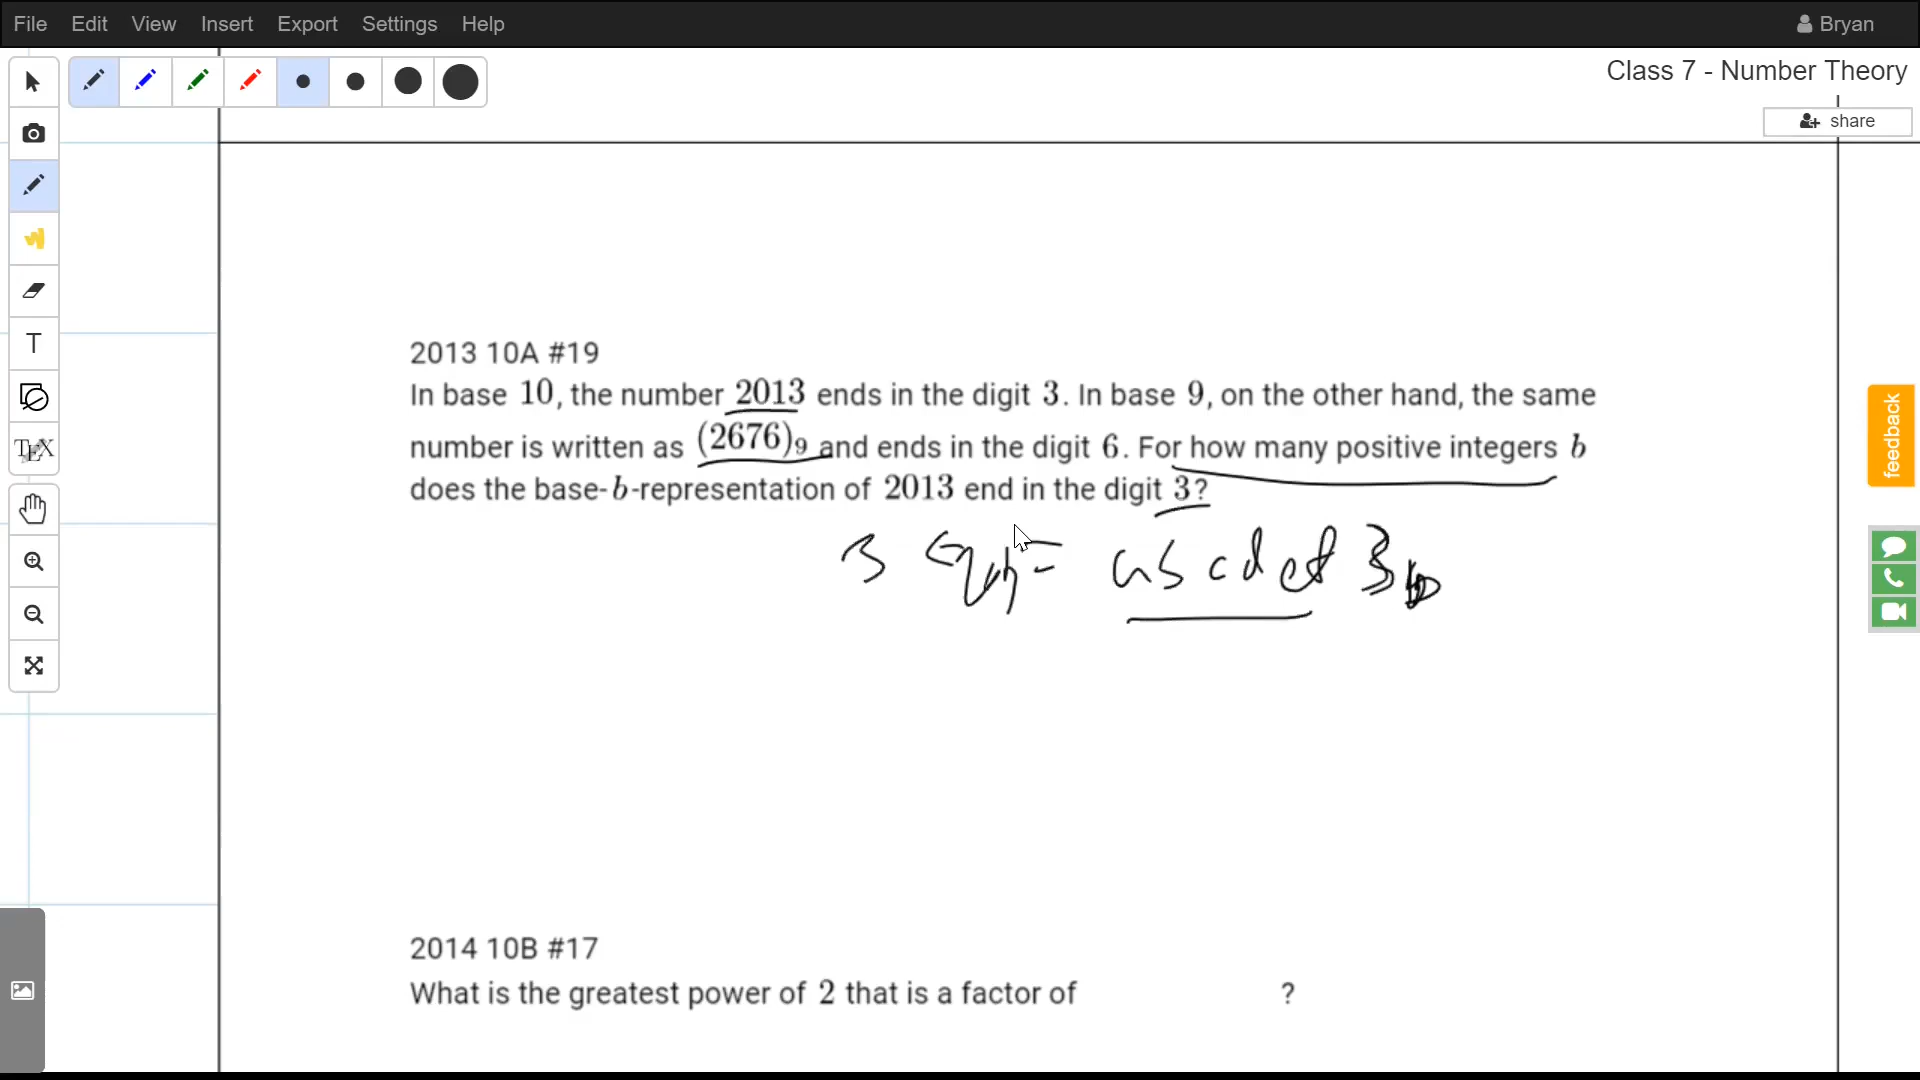 File Edit View Insert Export Settings Help Bryan
Class 7 - Number Theory
share
2013 10A #19
In base 10, the number 2013 ends in the digit 3. In base 9, on the other hand, the same
number is written as (2676)₉ and ends in the digit 6. For how many positive integers b
does the base-b-representation of 2013 end in the digit 3?
feedback
T
TEX
2014 10B #17
What is the greatest power of 2 that is a factor of ?